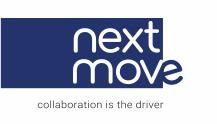 next
move
collaboration is the driver